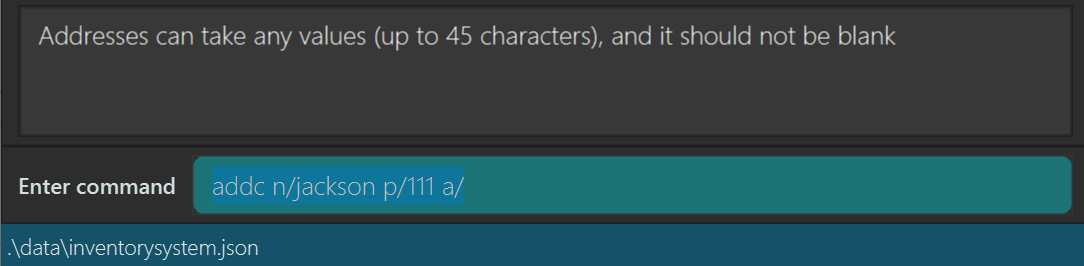 Addresses can take any values (up to 45 characters), and it should not be blank
Enter command
addc n/jackson p/111 a/
.\data\inventorysystem.json